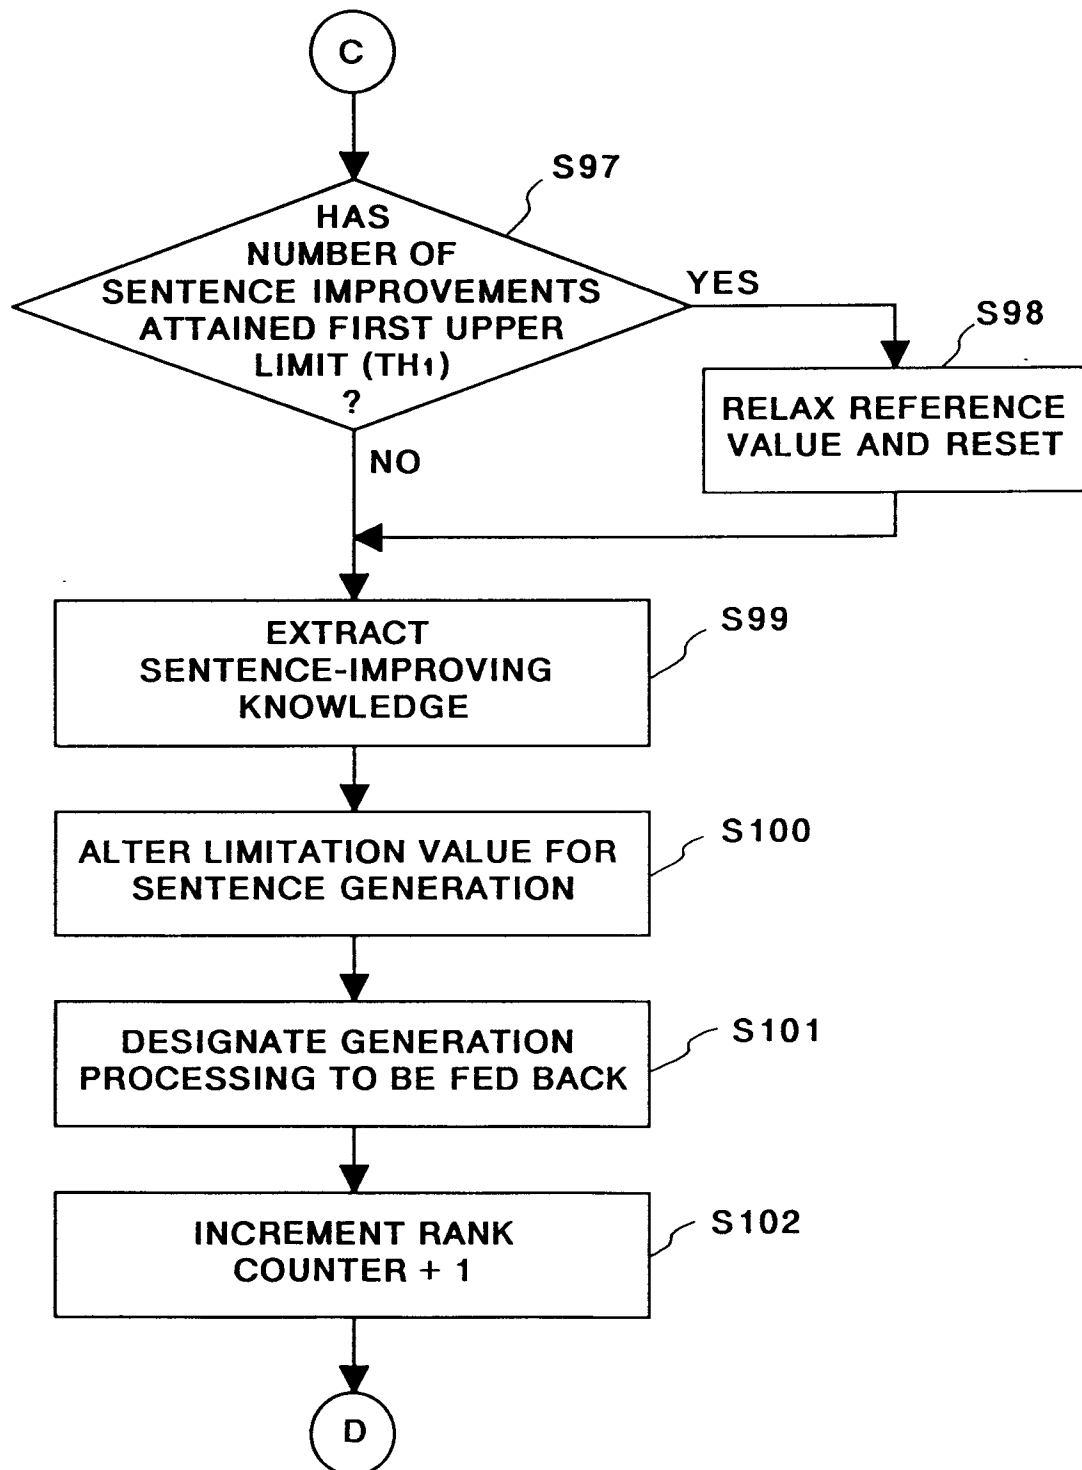 C
S97
HAS
NUMBER OF
SENTENCE IMPROVEMENTS
ATTAINED FIRST UPPER
LIMIT (TH1)
?
YES
S98
RELAX REFERENCE
VALUE AND RESET
NO
S99
EXTRACT
SENTENCE-IMPROVING
KNOWLEDGE
S100
ALTER LIMITATION VALUE FOR
SENTENCE GENERATION
S101
DESIGNATE GENERATION
PROCESSING TO BE FED BACK
S102
INCREMENT RANK
COUNTER + 1
D